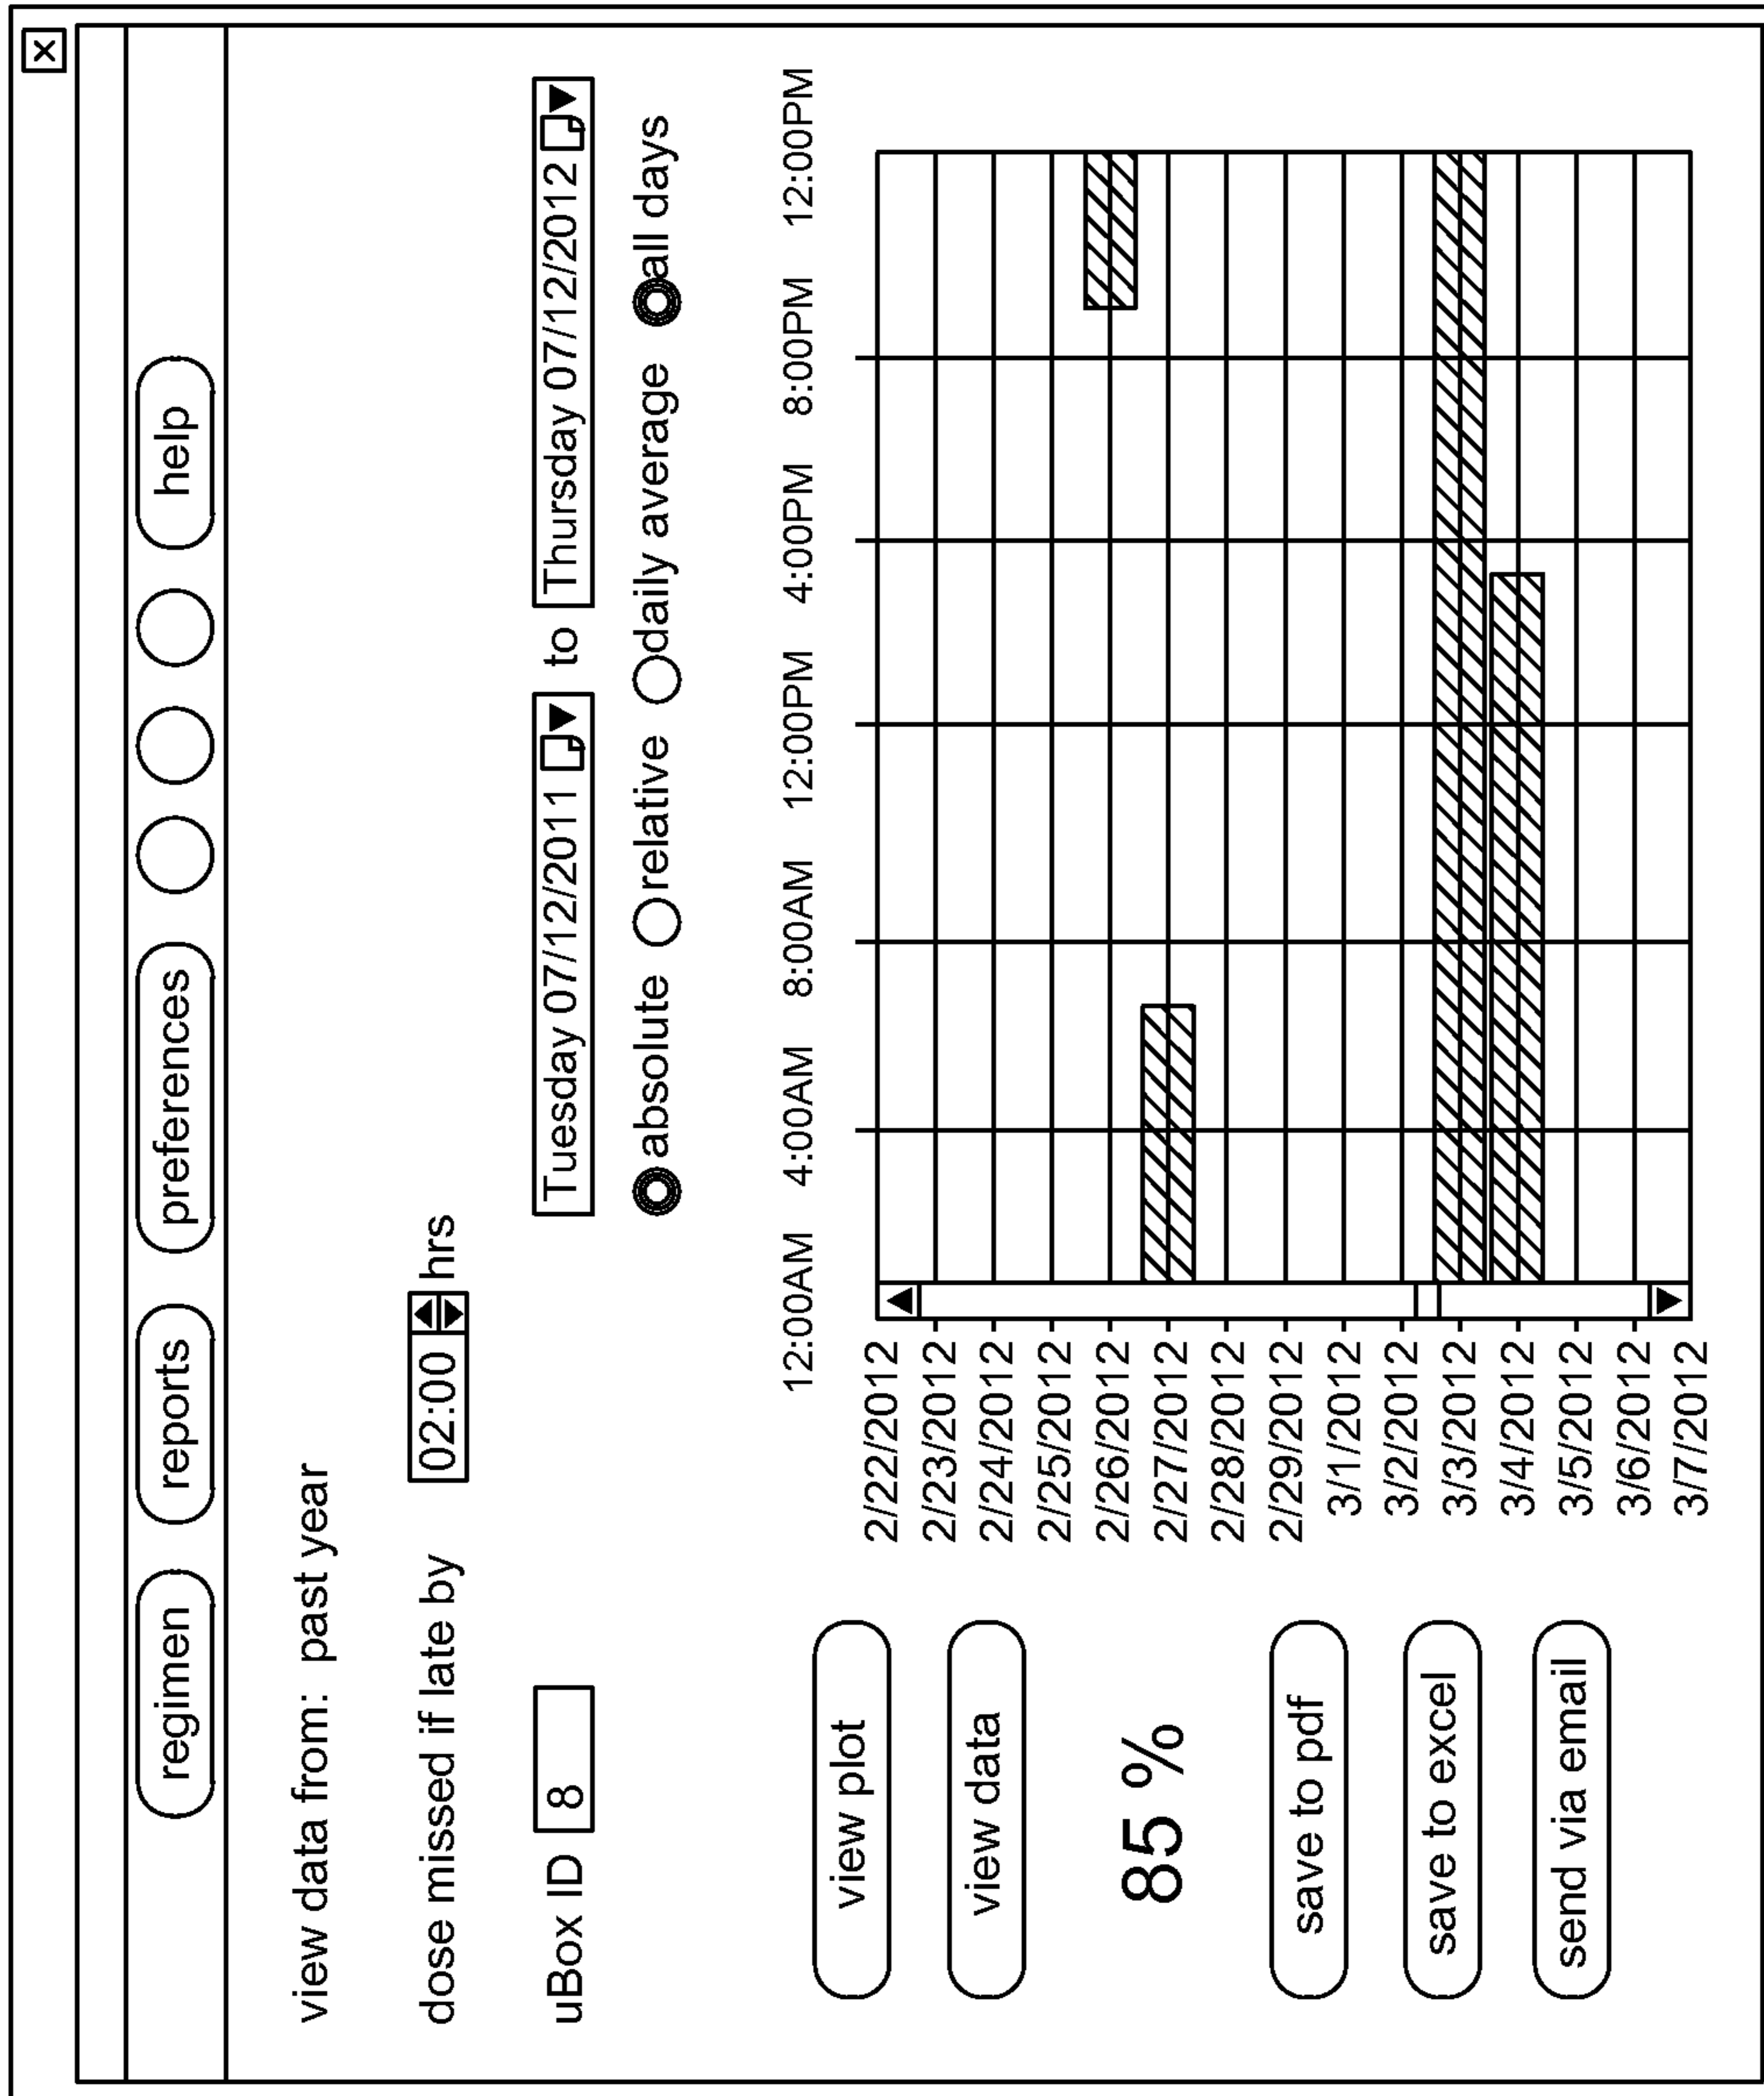 x
regimen reports preferences help
view data from: past year
dose missed if late by 02:00 hrs
uBox ID 8 Tuesday 07/12/2011 to Thursday 07/12/2012
absolute relative daily average all days
12:00AM 4:00AM 8:00AM 12:00PM 4:00PM 8:00PM 12:00PM
view plot
view data
85 %
save to pdf
save to excel
send via email
2/22/2012
2/23/2012
2/24/2012
2/25/2012
2/26/2012
2/27/2012
2/28/2012
2/29/2012
3/1/2012
3/2/2012
3/3/2012
3/4/2012
3/5/2012
3/6/2012
3/7/2012